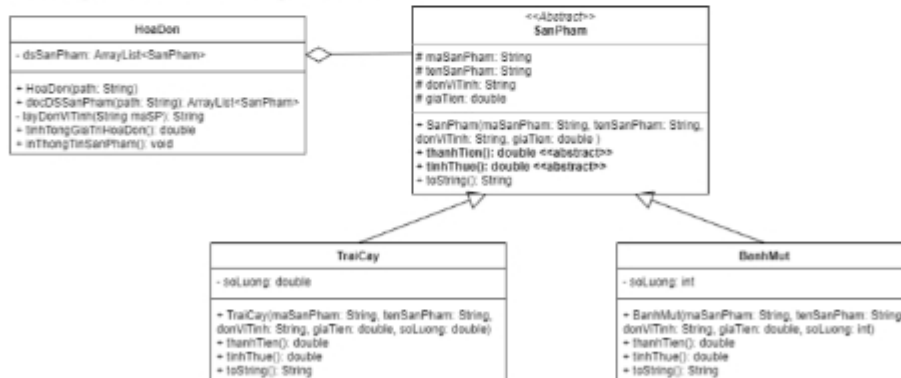 HoaDon
- dsSanPham: ArrayList<SanPham>
+ HoaDon(path: String)
+ docDSSanPham(path: String): ArrayList<SanPham>
- layDonViTinh(String maSP): String
+ tinhTongGiaTriHoaDon(): double
+ inThongTinSanPham(): void
<<Abstract>>
SanPham
# maSanPham: String
# tenSanPham: String
# donViTinh: String
# giaTien: double
+ SanPham(maSanPham: String, tenSanPham: String,
donViTinh: String, giaTien: double )
+ thanhTien(): double <<abstract>>
+ tinhThue(): double <<abstract>>
+ toString(): String
TraiCay
- soLuong: double
+ TraiCay(maSanPham: String, tenSanPham: String,
donViTinh: String, giaTien: double, soLuong: double)
+ thanhTien(): double
+ tinhThue(): double
+ toString(): String
BanhMut
- soLuong: int
+ BanhMut(maSanPham: String, tenSanPham: String,
donViTinh: String, giaTien: double, soLuong: int)
+ thanhTien(): double
+ tinhThue(): double
+ toString(): String